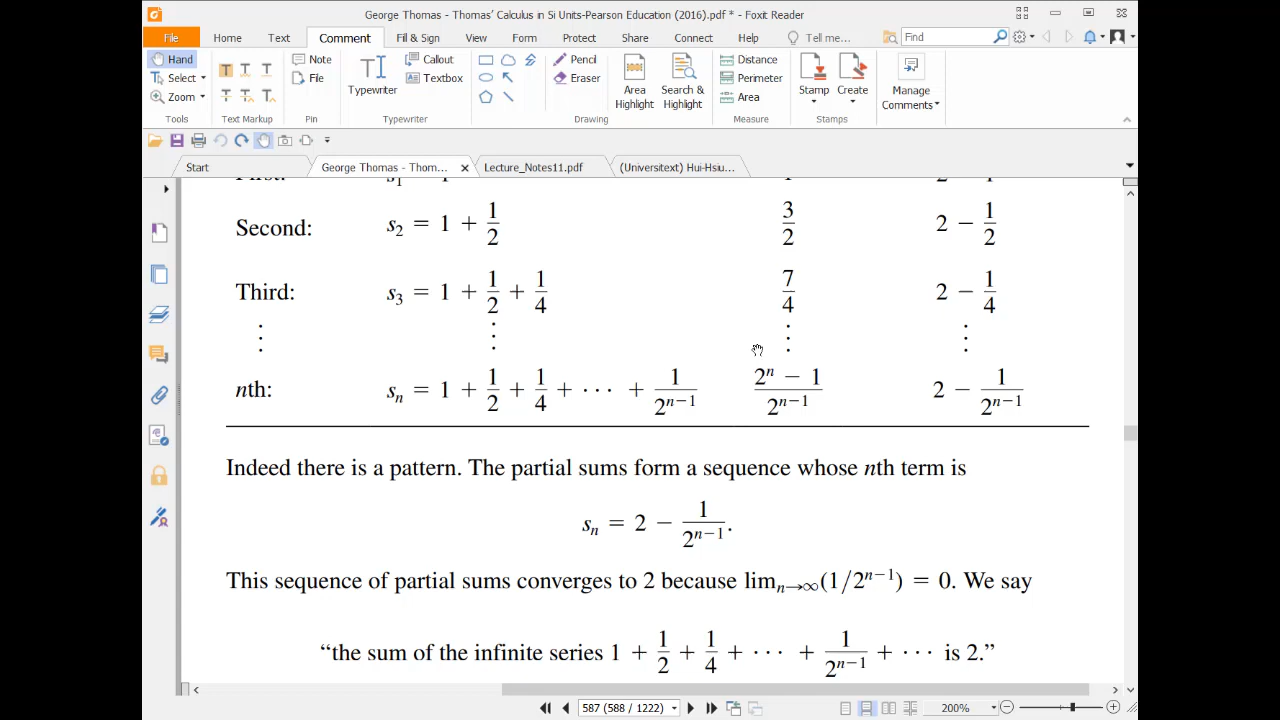 George Thomas - Thomas' Calculus in Si Units-Pearson Education (2016).pdf * - Foxit Reader
File Home Text Comment Fill & Sign View Form Protect Share Connect Help Tell me... Find
Hand Select Zoom Tools
Text Markup
Note File Pin
Typewriter Callout Textbox Typewriter
Pencil Eraser Area Highlight Search & Highlight Drawing
Distance Perimeter Area Measure
Stamp Create Stamps
Manage Comments
Start George Thomas - Thom... Lecture_Notes11.pdf (Universitext) Hui-Hsiu...
Second: s₂ = 1 + 1/2 3/2 2 − 1/2
Third: s₃ = 1 + 1/2 + 1/4 7/4 2 − 1/4
⋮ ⋮ ⋮ ⋮
nth: sₙ = 1 + 1/2 + 1/4 + ⋯ + 1/2ⁿ⁻¹ (2ⁿ − 1)/2ⁿ⁻¹ 2 − 1/2ⁿ⁻¹
Indeed there is a pattern. The partial sums form a sequence whose nth term is
sₙ = 2 − 1/2ⁿ⁻¹.
This sequence of partial sums converges to 2 because limₙ→∞(1/2ⁿ⁻¹) = 0. We say
“the sum of the infinite series 1 + 1/2 + 1/4 + ⋯ + 1/2ⁿ⁻¹ + ⋯ is 2.”
587 (588 / 1222) 200%